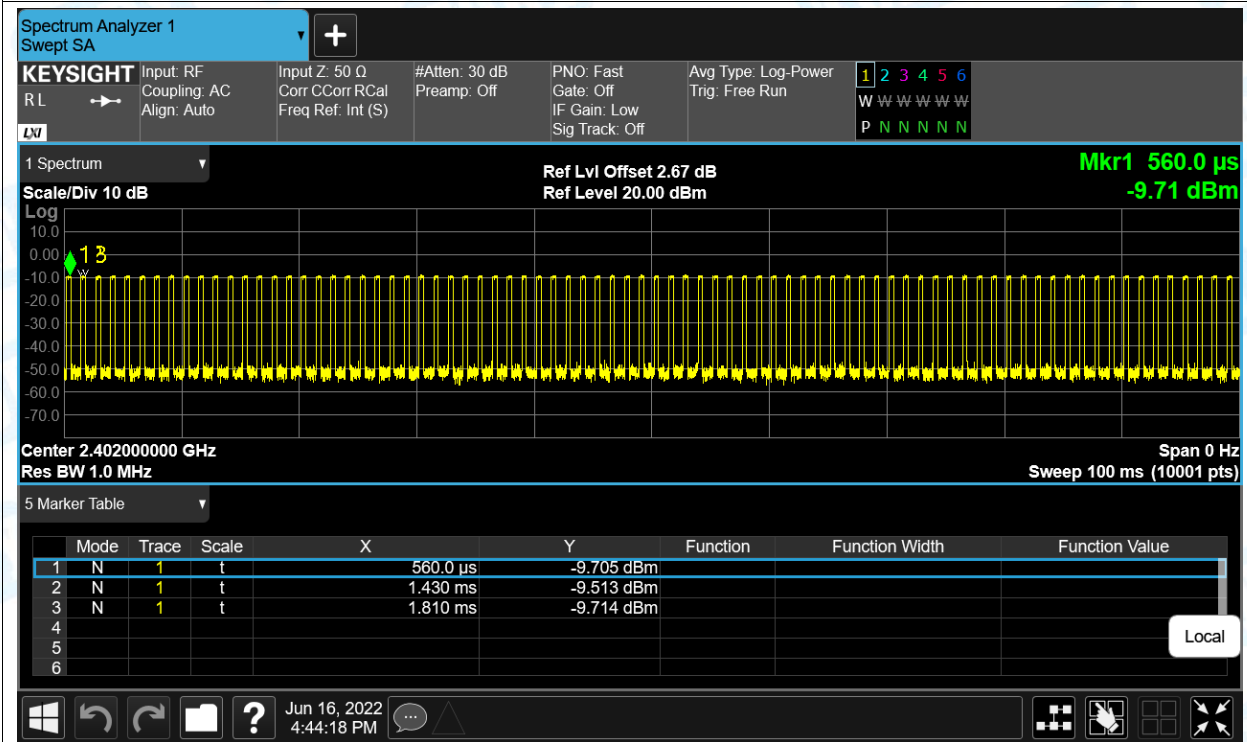 Spectrum Analyzer 1
Swept SA
KEYSIGHT Input: RF Input Z: 50 Ω #Atten: 30 dB PNO: Fast Avg Type: Log-Power 1 2 3 4 5 6
R L Coupling: AC Corr CCorr RCal Preamp: Off Gate: Off Trig: Free Run W W W W W W
Align: Auto Freq Ref: Int (S) IF Gain: Low
LXI Sig Track: Off P N N N N N
1 Spectrum Ref Lvl Offset 2.67 dB Mkr1 560.0 µs
Scale/Div 10 dB Ref Level 20.00 dBm -9.71 dBm
Log
10.0
0.00
-10.0
-20.0
-30.0
-40.0
-50.0
-60.0
-70.0
Center 2.402000000 GHz Span 0 Hz
Res BW 1.0 MHz Sweep 100 ms (10001 pts)
5 Marker Table
Mode Trace Scale X Y Function Function Width Function Value
1 N 1 t 560.0 µs -9.705 dBm
2 N 1 t 1.430 ms -9.513 dBm
3 N 1 t 1.810 ms -9.714 dBm
4
5
6
Local
? Jun 16, 2022
4:44:18 PM